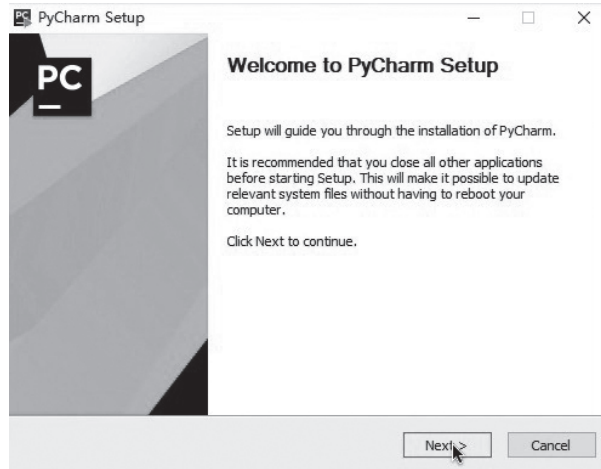 PC PyCharm Setup
PC
Welcome to PyCharm Setup
Setup will guide you through the installation of PyCharm.
It is recommended that you close all other applications
before starting Setup. This will make it possible to update
relevant system files without having to reboot your
computer.
Click Next to continue.
Next >
Cancel